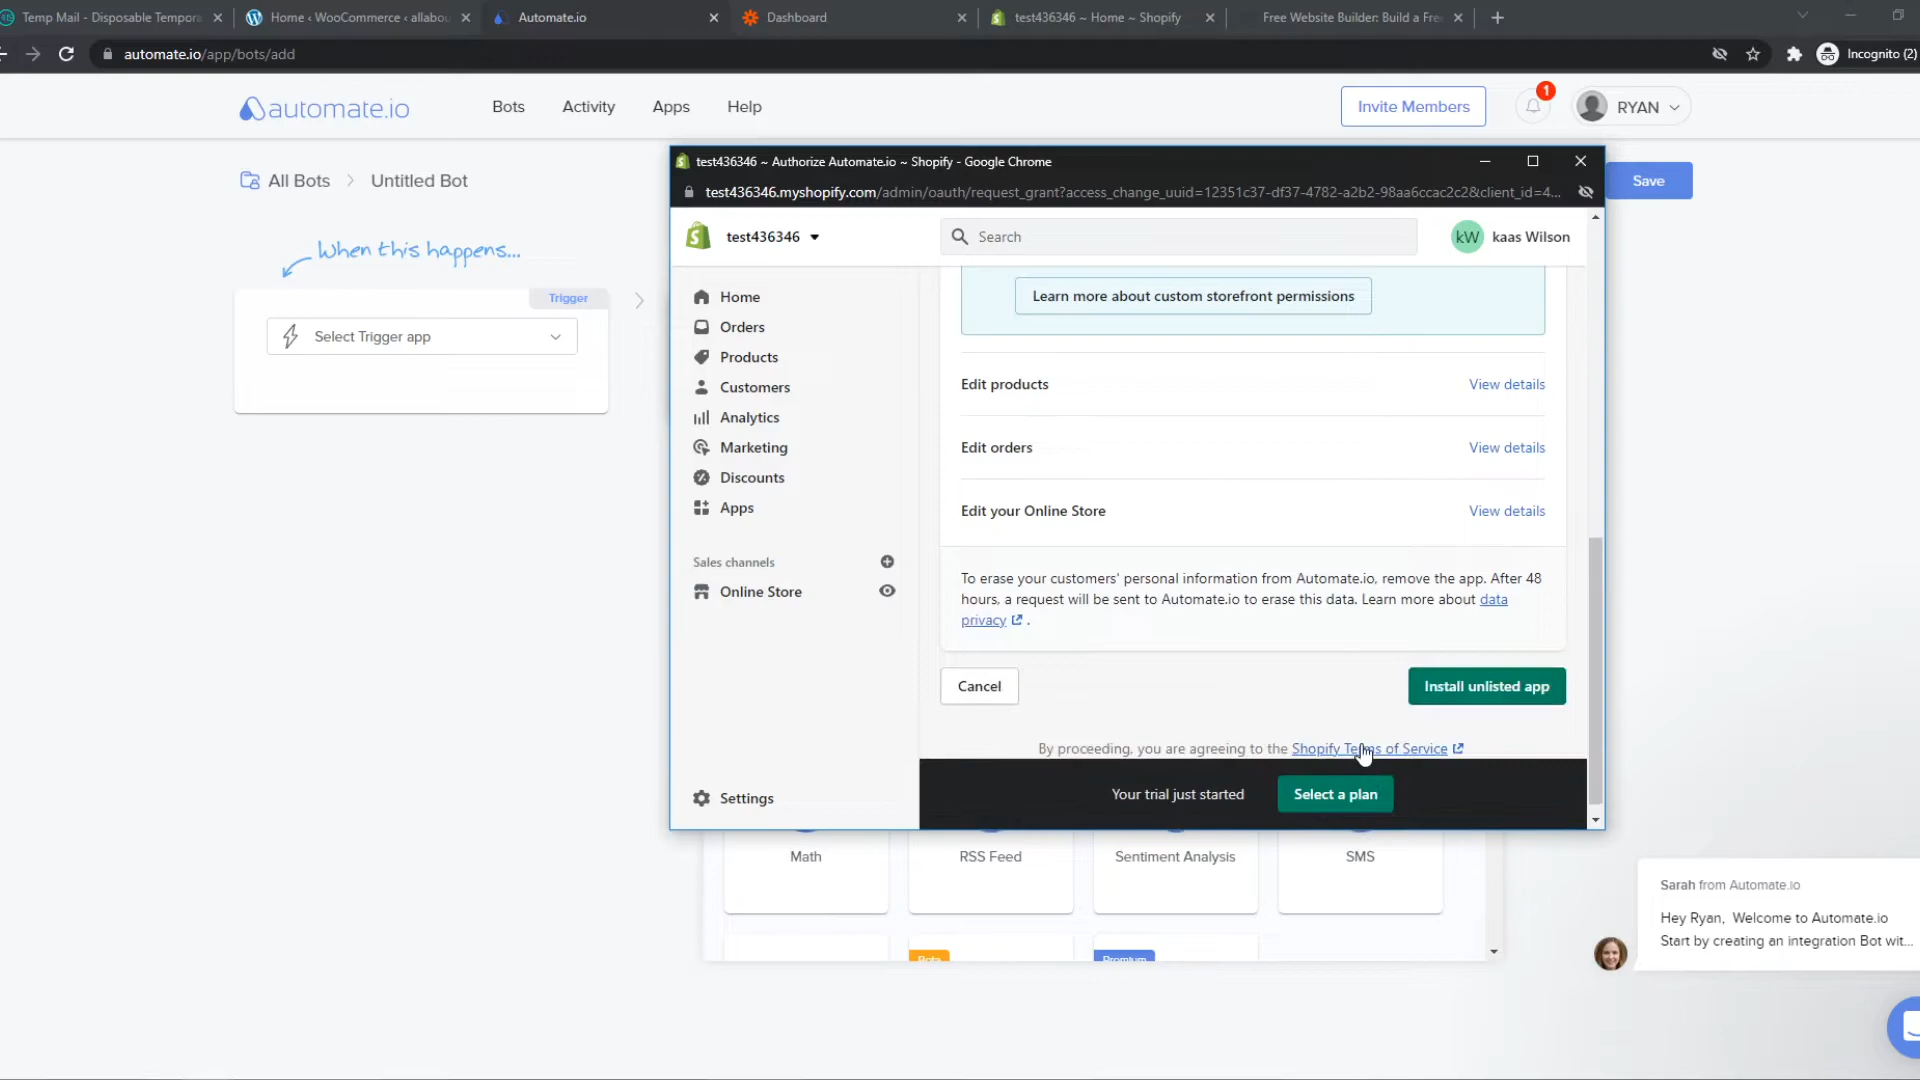 Temp Mail - Disposable Tempora
Home ‹ WooCommerce ‹ allabou
Automate.io
Dashboard
test436346 ~ Home ~ Shopify
Free Website Builder: Build a Fre
automate.io/app/bots/add
Incognito (2)
automate.io
Bots
Activity
Apps
Help
Invite Members
1
RYAN
All Bots
Untitled Bot
Save
When this happens...
Trigger
Select Trigger app
test436346 ~ Authorize Automate.io ~ Shopify - Google Chrome
test436346.myshopify.com/admin/oauth/request_grant?access_change_uuid=12351c37-df37-4782-a2b2-98aa6ccac2c2&client_id=4...
test436346
Search
kW
kaas Wilson
Home
Orders
Products
Customers
Analytics
Marketing
Discounts
Apps
Sales channels
Online Store
Settings
Learn more about custom storefront permissions
Edit products
View details
Edit orders
View details
Edit your Online Store
View details
To erase your customers' personal information from Automate.io, remove the app. After 48
hours, a request will be sent to Automate.io to erase this data. Learn more about data
privacy .
Cancel
Install unlisted app
By proceeding, you are agreeing to the Shopify Terms of Service
Your trial just started
Select a plan
Math
RSS Feed
Sentiment Analysis
SMS
Beta
Premium
Sarah from Automate.io
Hey Ryan, Welcome to Automate.io
Start by creating an integration Bot wit...